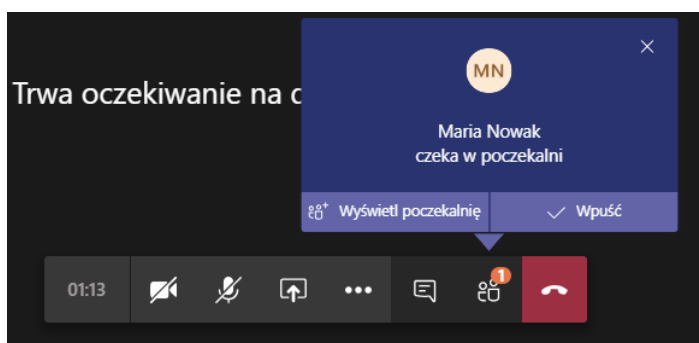 MN
Trwa oczekiwanie na
Maria Nowak
czeka w poczekalni
Wyświetl poczekalnię
Wpuść
01:13
1